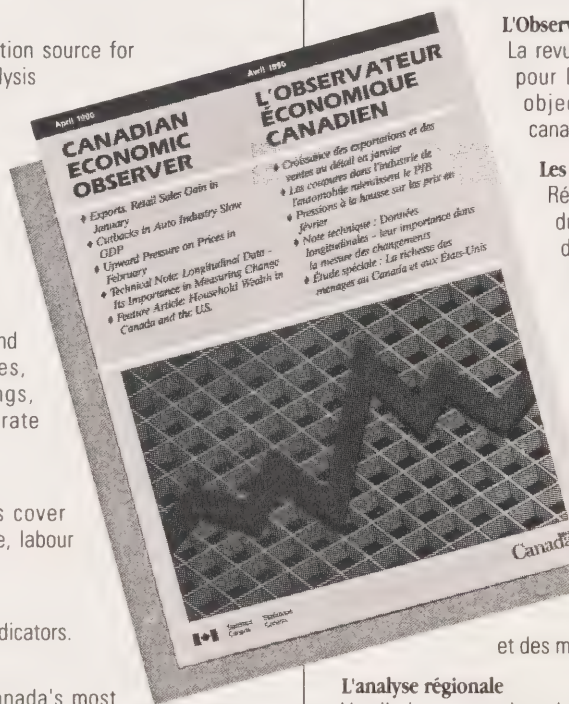 tion source for
lysis
nd
es,
ngs,
rate
s cover
e, labour
dicators.
anada's most
April 1990
CANADIAN
ECONOMIC
OBSERVER
♦ Exports, Retail Sales Gain in
January
♦ Cutbacks in Auto Industry Slow
GDP
♦ Upward Pressure on Prices in
February
♦ Technical Note: Longitudinal Data -
Its Importance in Measuring Change
♦ Feature Article: Household Wealth in
Canada and the U.S.
Avril 1990
L'OBSERVATEUR
ÉCONOMIQUE
CANADIEN
♦ Croissance des exportations et des
ventes au détail en janvier
♦ Les coupures dans l'industrie de
l'automobile ralentissent le PIB
♦ Pressions à la hausse sur les prix en
février
♦ Note technique : Données
longitudinales - leur importance dans
la mesure des changements
♦ Étude spéciale : La richesse des
ménages au Canada et aux États-Unis
Statistics Statistique
Canada Canada
Canada
L'Observ
La revu
pour l
objec
cana
Les
Ré
du
d
et des m
L'analyse régionale